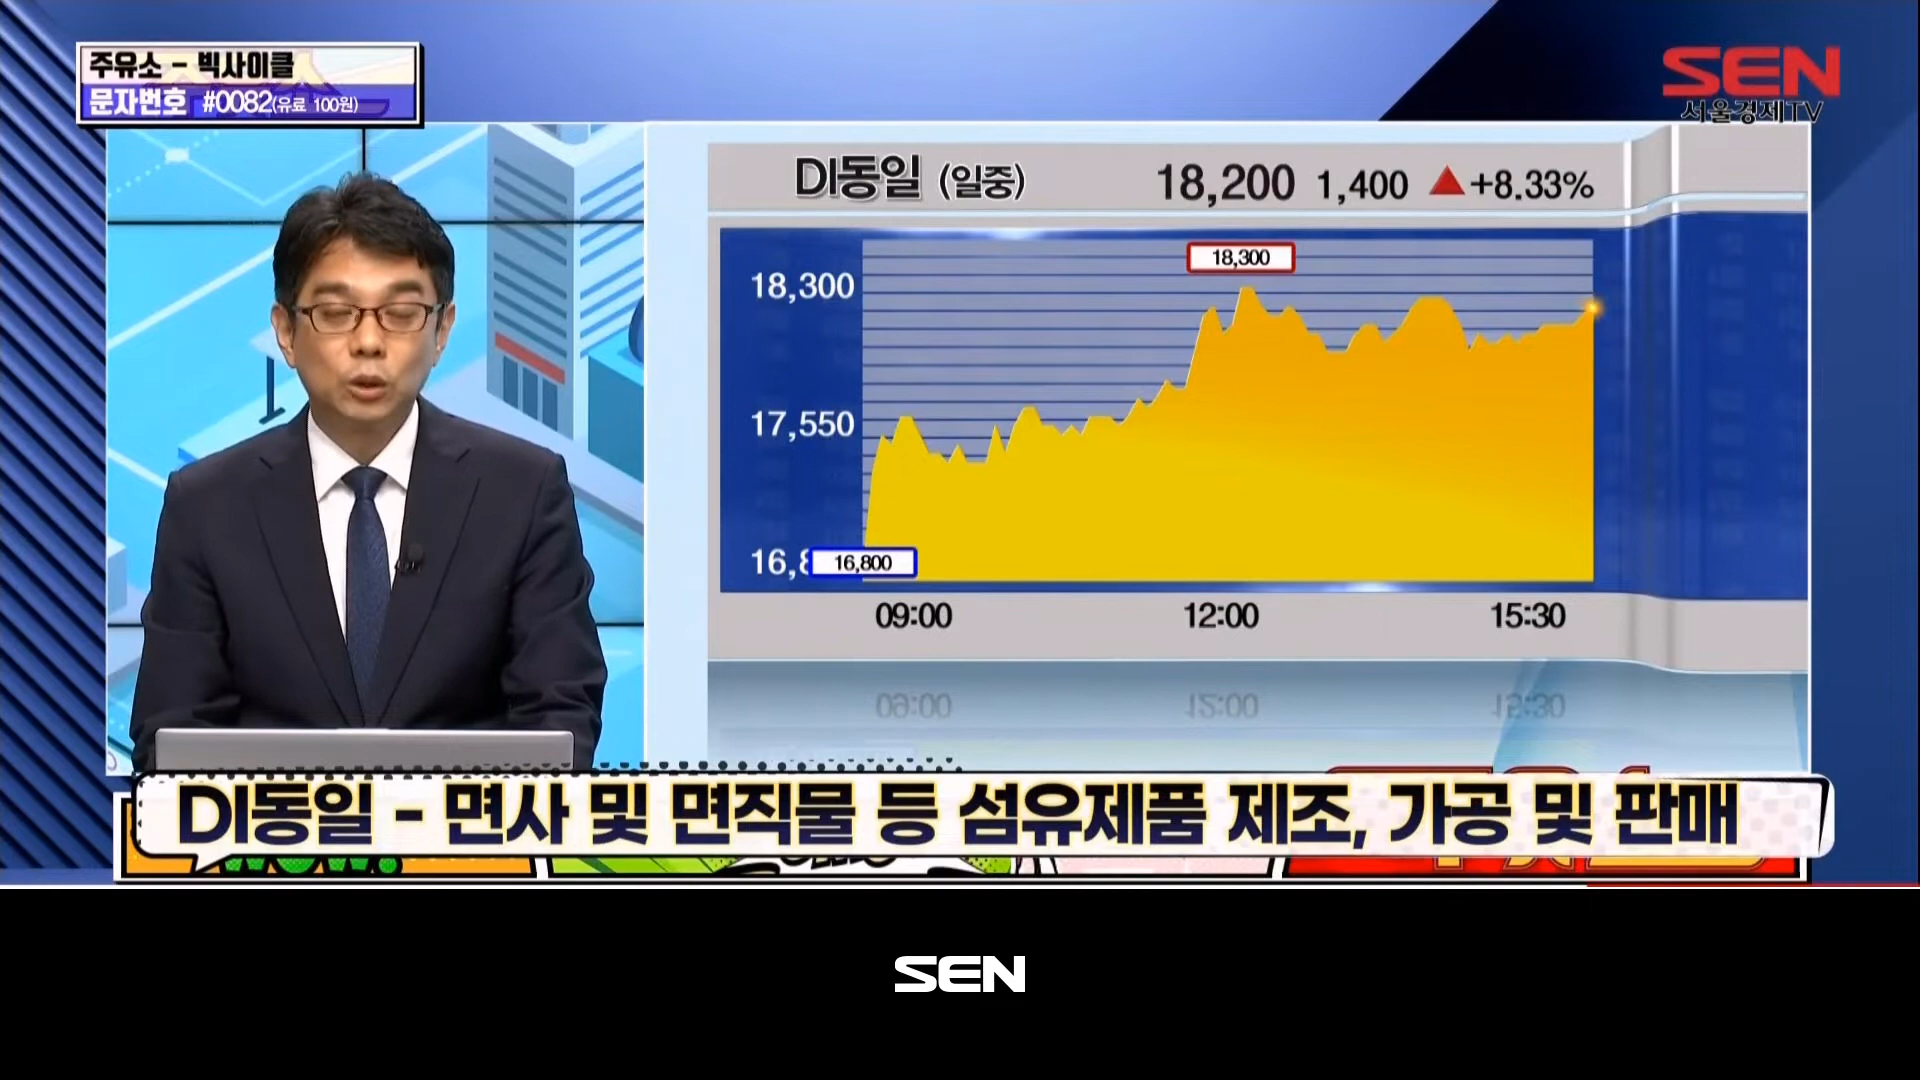 주유소 - 빅사이클
문자번호 #0082(유료 100원)
SEN
서울경제TV
DI동일 (일중) 18,200 1,400 ▲+8.33%
18,300
18,300
17,550
16,8
16,800
09:00 12:00 15:30
DI동일 - 면사 및 면직물 등 섬유제품 제조, 가공 및 판매
WOW!
SEN